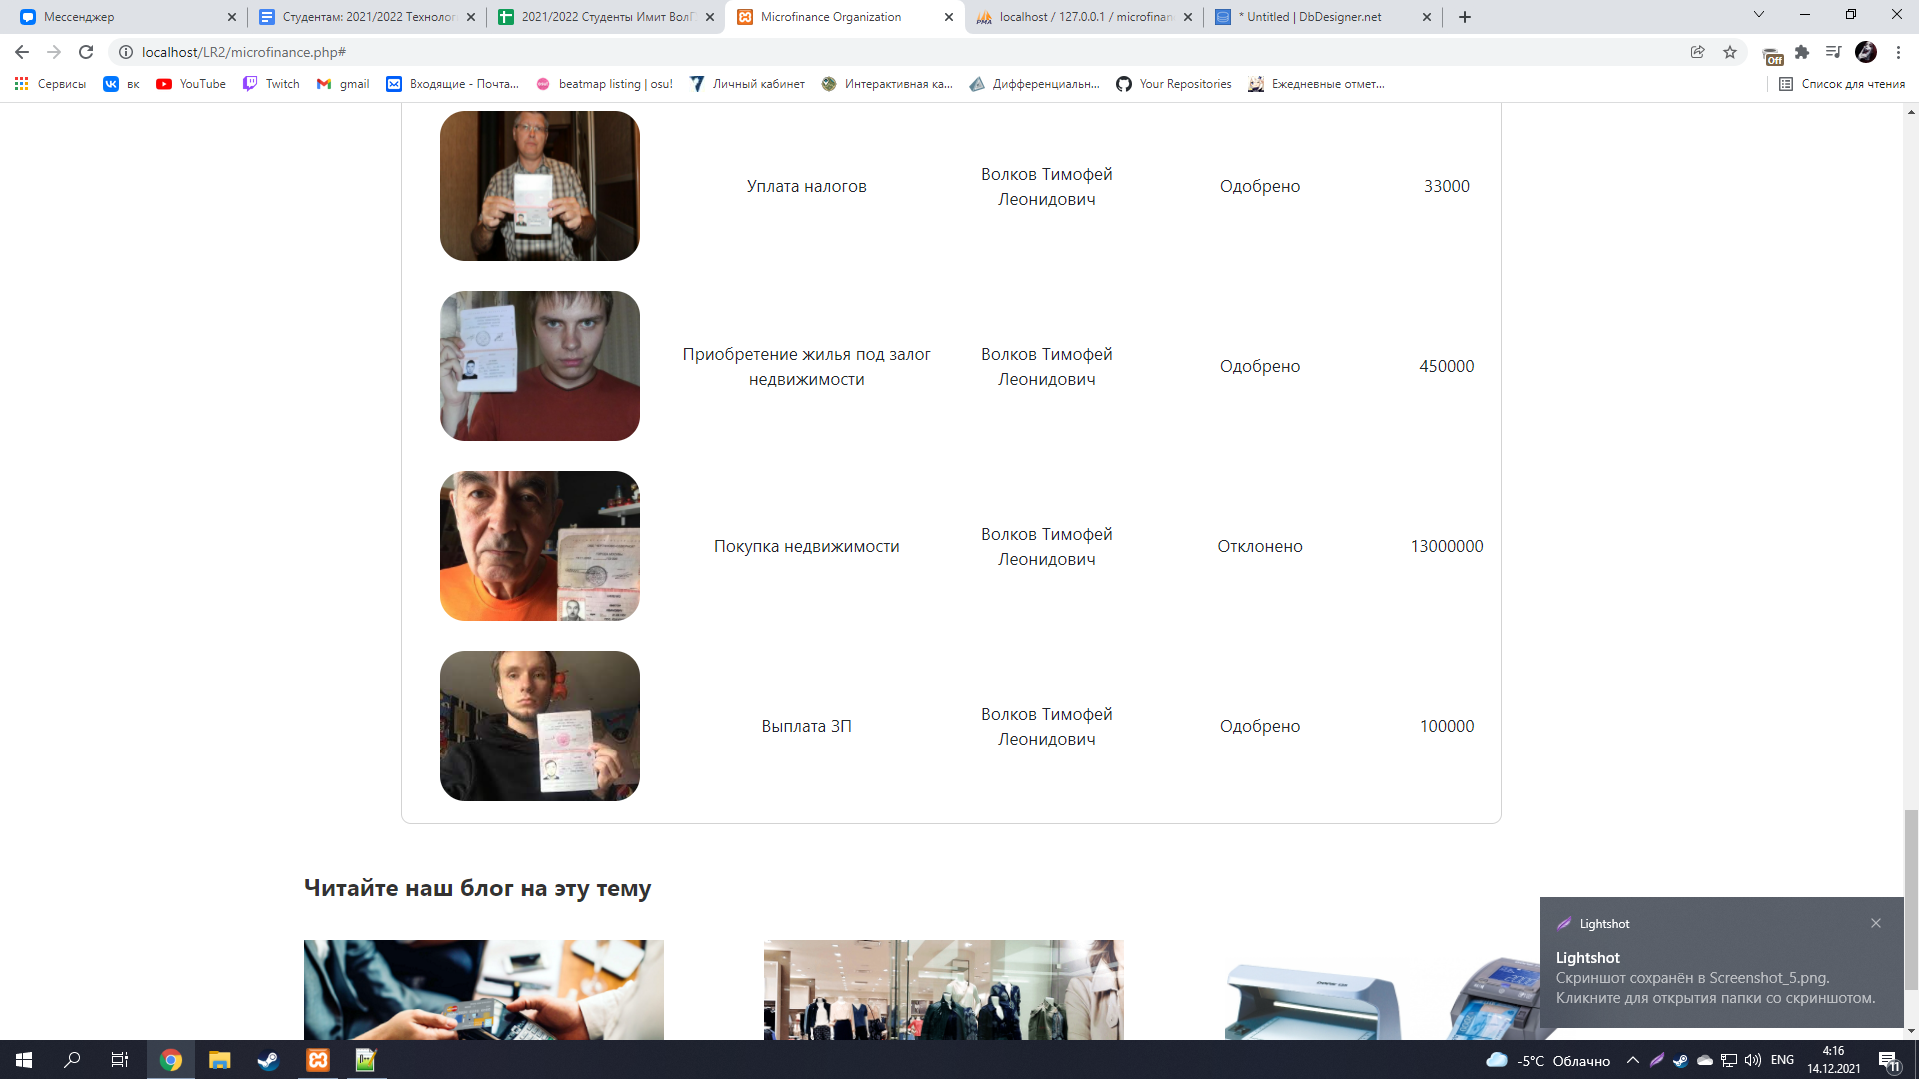 Мессенджер
Студентам: 2021/2022 Технолог
2021/2022 Студенты Имит ВолГ
Microfinance Organization
localhost / 127.0.0.1 / microfinan
* Untitled | DbDesigner.net
localhost/LR2/microfinance.php#
Off
Сервисы
вк
YouTube
Twitch
gmail
Входящие - Почта...
beatmap listing | osu!
Личный кабинет
Интерактивная ка...
Дифференциальн...
Your Repositories
Ежедневные отмет...
Список для чтения
Уплата налогов
Волков Тимофей
Леонидович
Одобрено
33000
Приобретение жилья под залог
недвижимости
Волков Тимофей
Леонидович
Одобрено
450000
Покупка недвижимости
Волков Тимофей
Леонидович
Отклонено
13000000
Выплата ЗП
Волков Тимофей
Леонидович
Одобрено
100000
Читайте наш блог на эту тему
Lightshot
Lightshot
Скриншот сохранён в Screenshot_5.png.
Кликните для открытия папки со скриншотом.
-5°C Облачно
ENG
4:16
14.12.2021
11